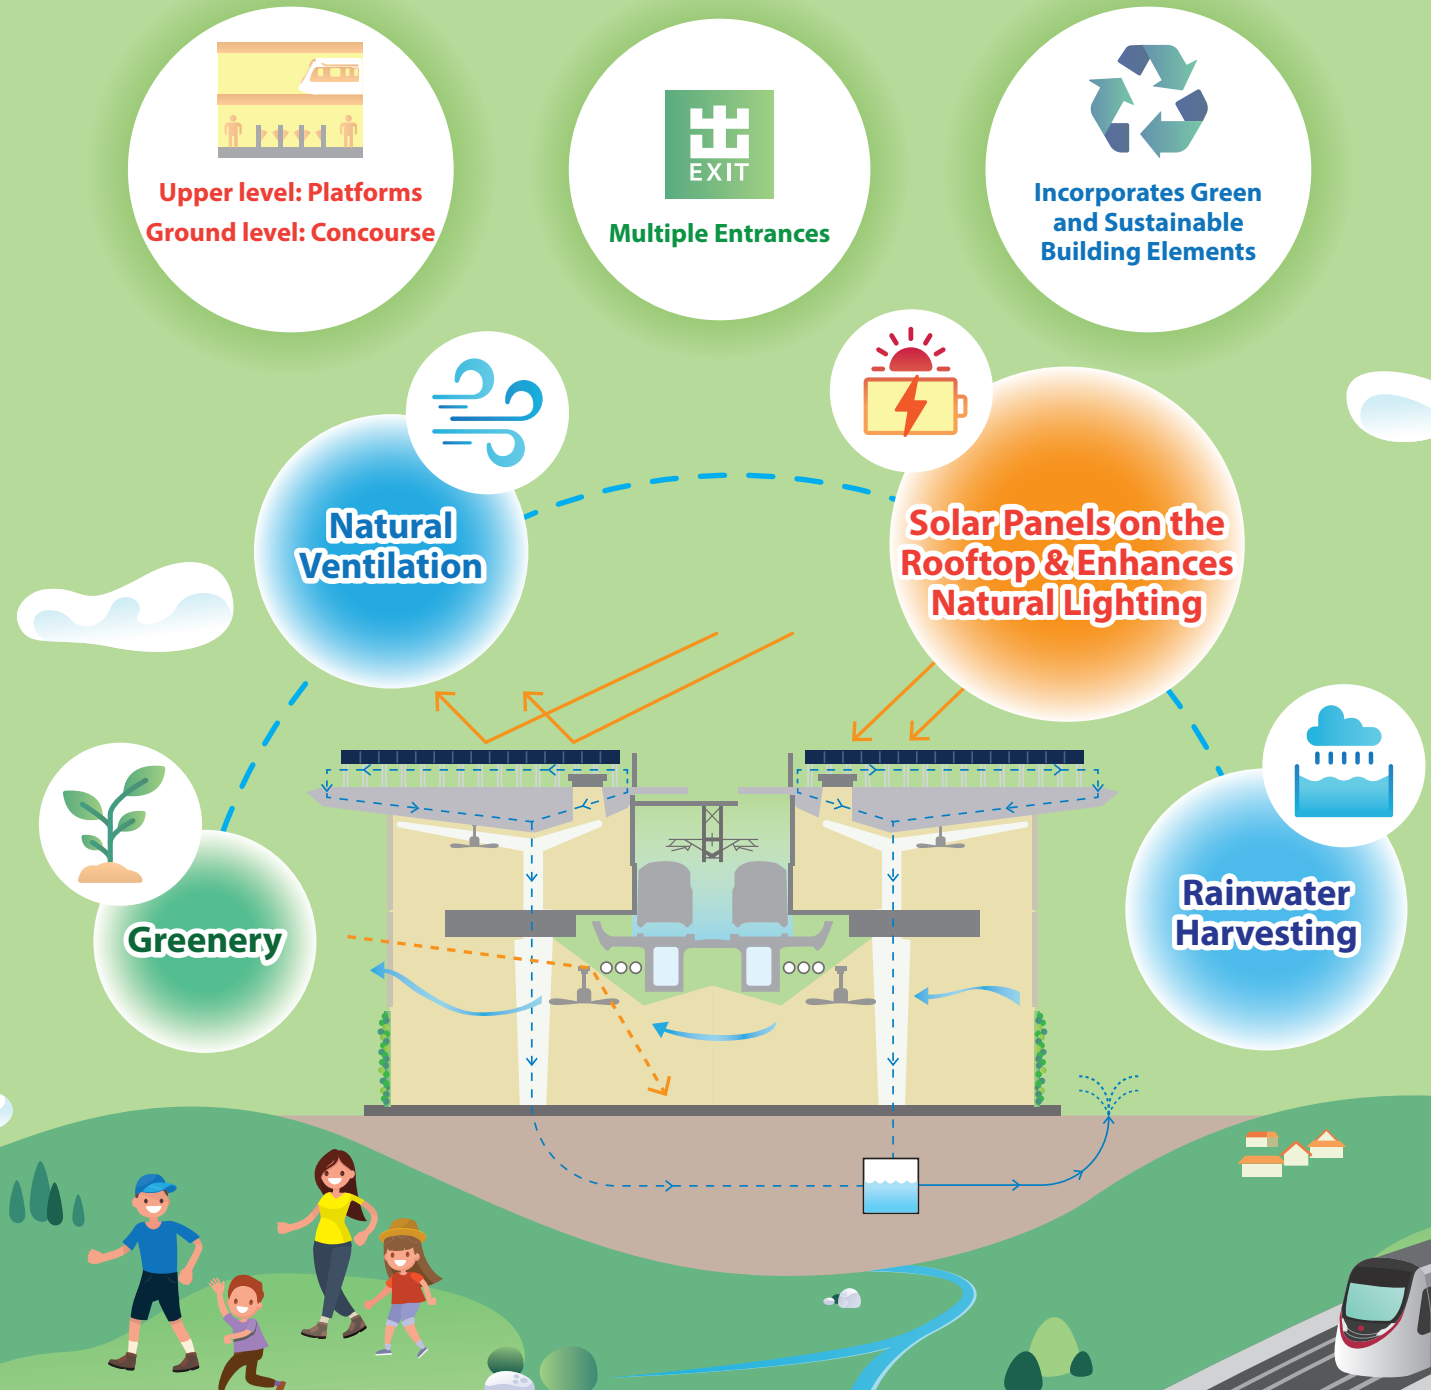 Upper level: Platforms
Ground level: Concourse
出
EXIT
Multiple Entrances
Incorporates Green
and Sustainable
Building Elements
Natural
Ventilation
Solar Panels on the
Rooftop & Enhances
Natural Lighting
Greenery
Rainwater
Harvesting